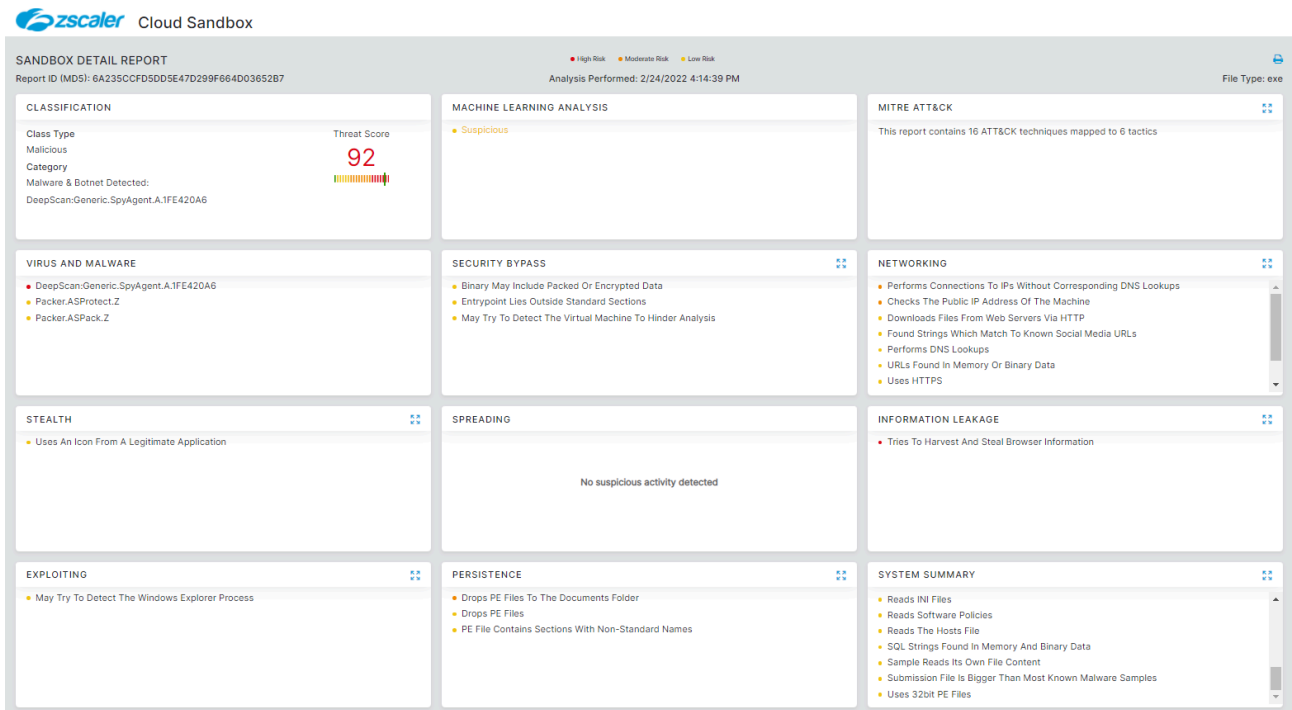 zscaler Cloud Sandbox
SANDBOX DETAIL REPORT
Report ID (MD5): 6A235CCFD5DD5E47D299F664D03652B7
High Risk Moderate Risk Low Risk
Analysis Performed: 2/24/2022 4:14:39 PM
File Type: exe
CLASSIFICATION
Class Type
Malicious
Category
Malware & Botnet Detected:
DeepScan:Generic.SpyAgent.A.1FE420A6
Threat Score
92
MACHINE LEARNING ANALYSIS
Suspicious
MITRE ATT&CK
This report contains 16 ATT&CK techniques mapped to 6 tactics
VIRUS AND MALWARE
DeepScan:Generic.SpyAgent.A.1FE420A6
Packer.ASProtect.Z
Packer.ASPack.Z
SECURITY BYPASS
Binary May Include Packed Or Encrypted Data
Entrypoint Lies Outside Standard Sections
May Try To Detect The Virtual Machine To Hinder Analysis
NETWORKING
Performs Connections To IPs Without Corresponding DNS Lookups
Checks The Public IP Address Of The Machine
Downloads Files From Web Servers Via HTTP
Found Strings Which Match To Known Social Media URLs
Performs DNS Lookups
URLs Found In Memory Or Binary Data
Uses HTTPS
STEALTH
Uses An Icon From A Legitimate Application
SPREADING
No suspicious activity detected
INFORMATION LEAKAGE
Tries To Harvest And Steal Browser Information
EXPLOITING
May Try To Detect The Windows Explorer Process
PERSISTENCE
Drops PE Files To The Documents Folder
Drops PE Files
PE File Contains Sections With Non-Standard Names
SYSTEM SUMMARY
Reads INI Files
Reads Software Policies
Reads The Hosts File
SQL Strings Found In Memory And Binary Data
Sample Reads Its Own File Content
Submission File Is Bigger Than Most Known Malware Samples
Uses 32bit PE Files